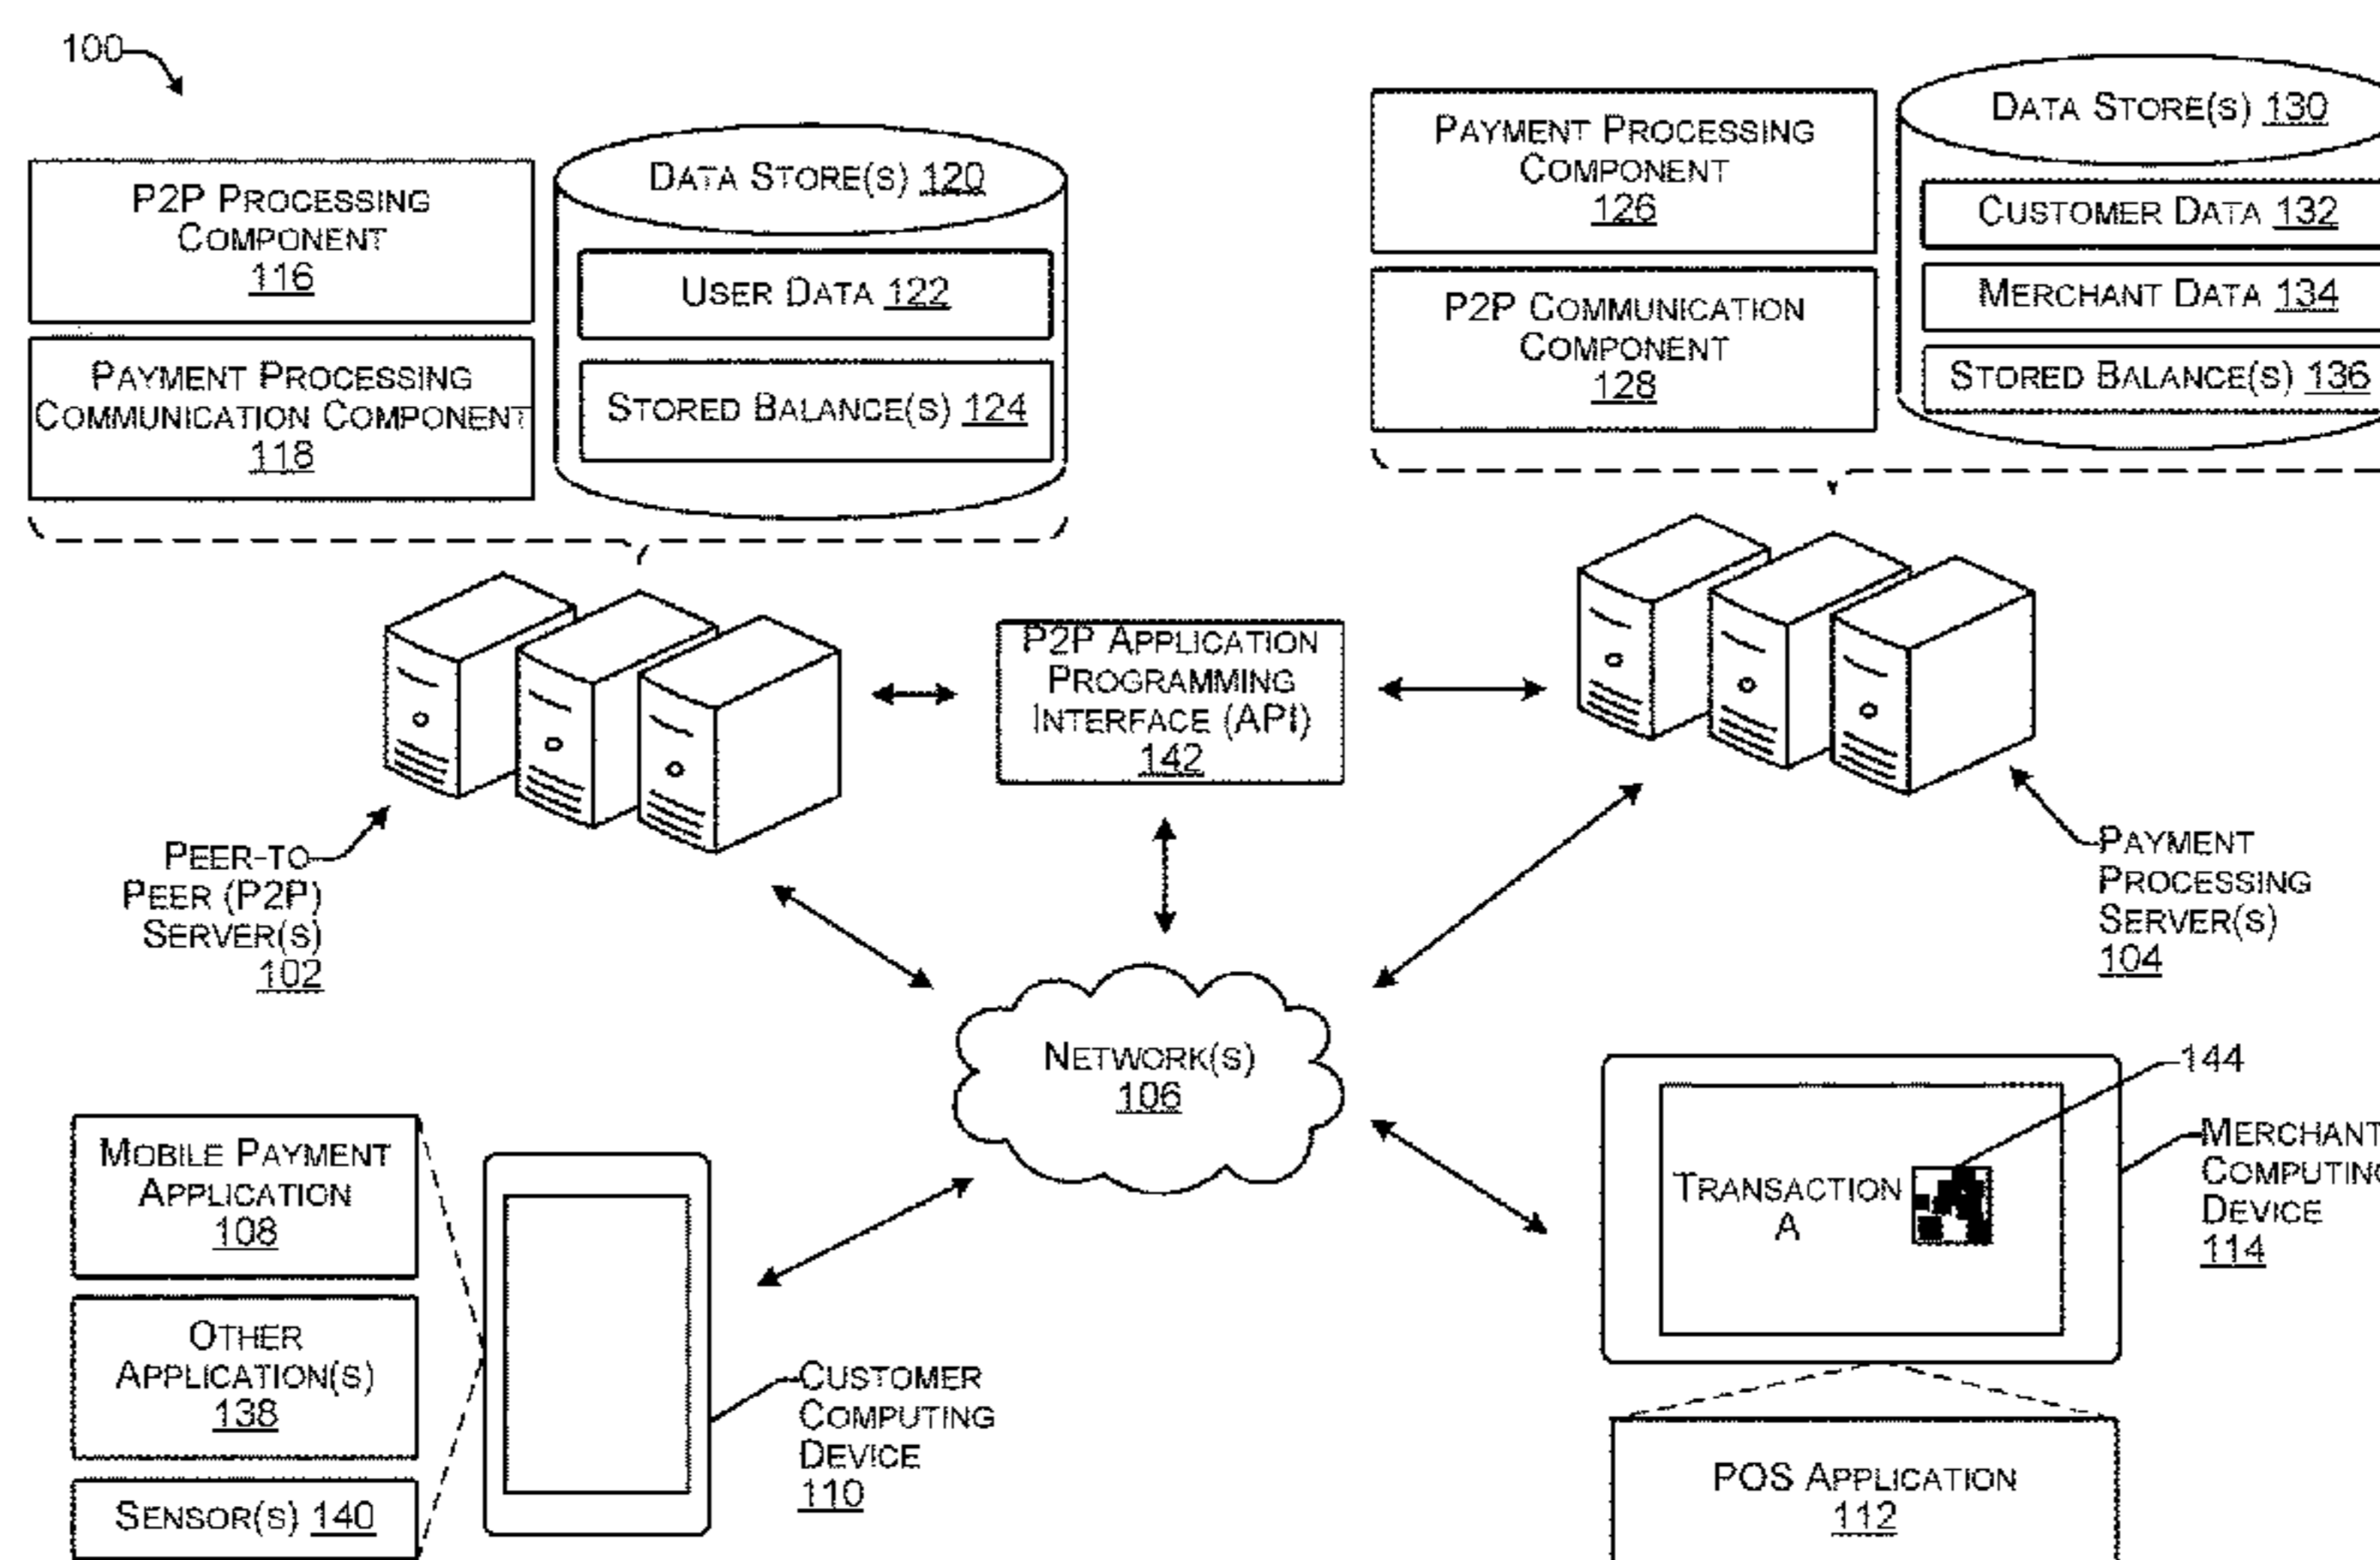 100
P2P PROCESSING
COMPONENT
116
PAYMENT PROCESSING
COMMUNICATION COMPONENT
118
DATA STORE(S) 120
USER DATA 122
STORED BALANCE(S) 124
PAYMENT PROCESSING
COMPONENT
126
P2P COMMUNICATION
COMPONENT
128
DATA STORE(S) 130
CUSTOMER DATA 132
MERCHANT DATA 134
STORED BALANCE(S) 136
P2P APPLICATION
PROGRAMMING
INTERFACE (API)
142
PEER-TO
PEER (P2P)
SERVER(S)
102
PAYMENT
PROCESSING
SERVER(S)
104
NETWORK(S)
106
MOBILE PAYMENT
APPLICATION
108
OTHER
APPLICATION(S)
138
SENSOR(S) 140
CUSTOMER
COMPUTING
DEVICE
110
TRANSACTION
A
144
MERCHANT
COMPUTING
DEVICE
114
POS APPLICATION
112